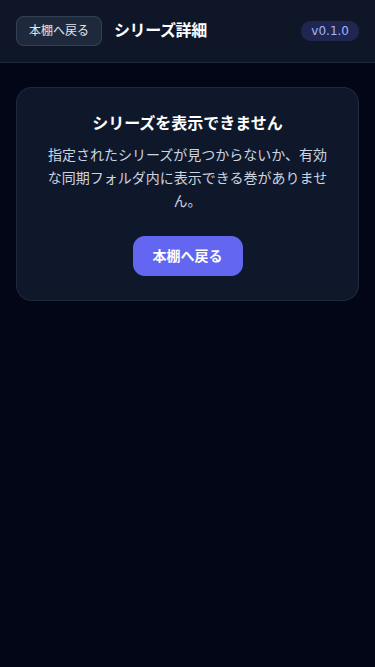 本棚へ戻る
シリーズ詳細
v0.1.0
シリーズを表示できません
指定されたシリーズが見つからないか、有効
な同期フォルダ内に表示できる巻がありませ
ん。
本棚へ戻る